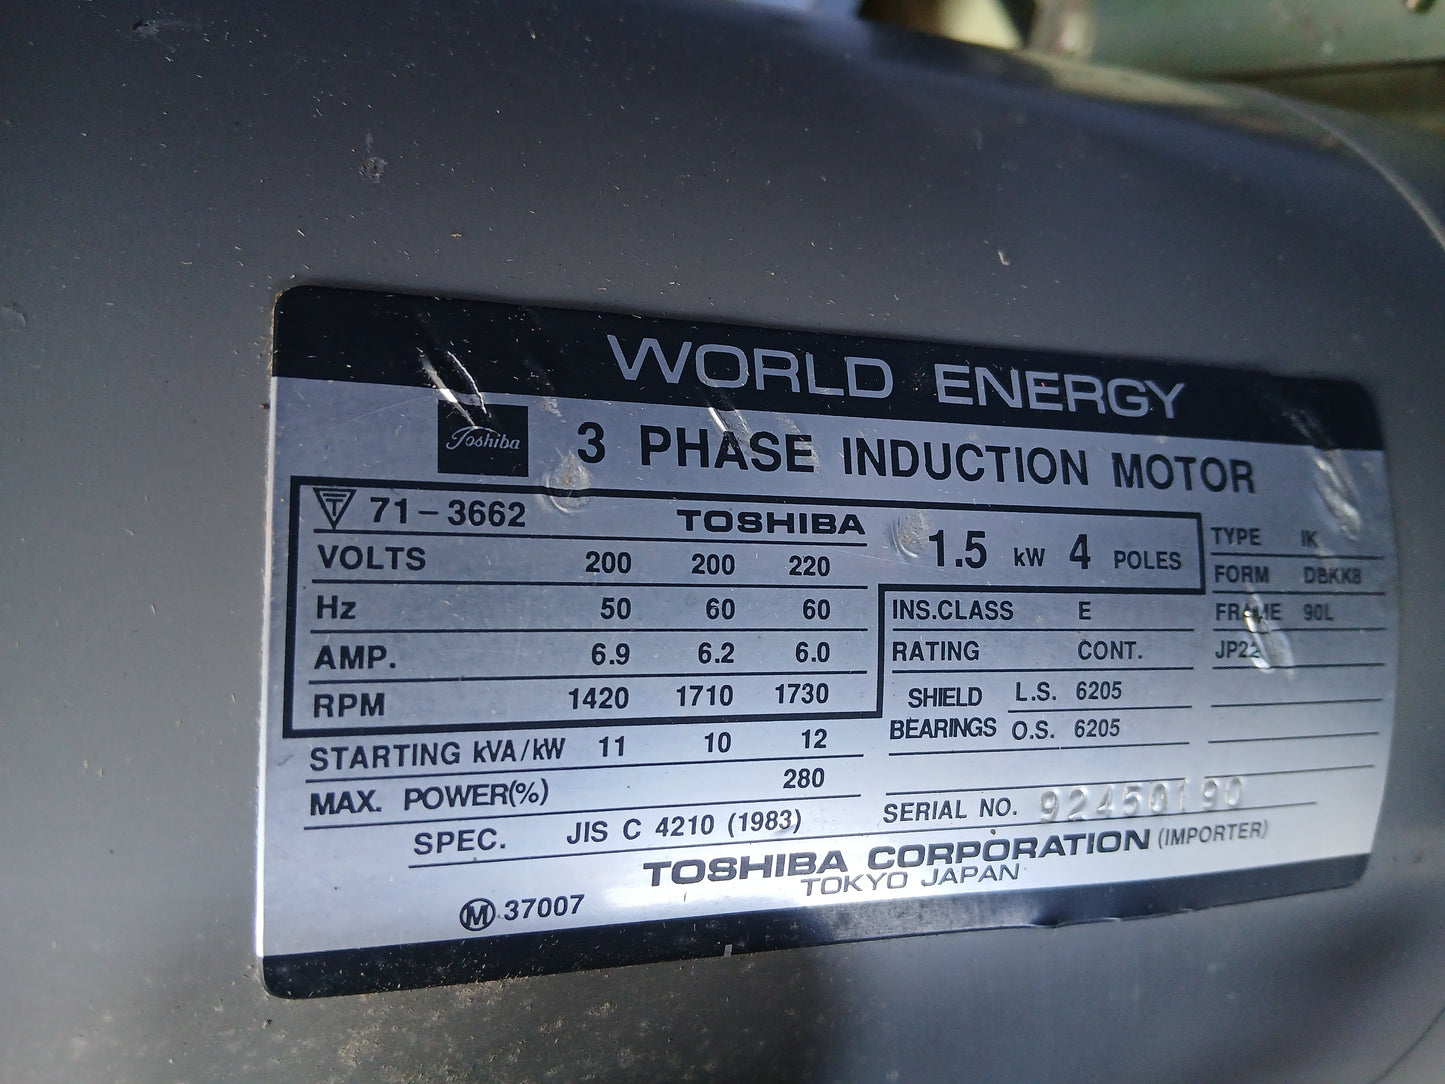 WORLD ENERGY
Toshiba 3 PHASE INDUCTION MOTOR
T 71-3662 TOSHIBA 1.5 kW 4 POLES
VOLTS 200 200 220
Hz 50 60 60
AMP. 6.9 6.2 6.0
RPM 1420 1710 1730
STARTING kVA/kW 11 10 12
MAX. POWER(%) 280
SPEC. JIS C 4210 (1983)
INS.CLASS E
RATING CONT.
SHIELD BEARINGS
L.S. 6205
O.S. 6205
TYPE IK
FORM DBKK8
FRAME 90L
JP22
SERIAL NO. 92450190
TOSHIBA CORPORATION (IMPORTER)
TOKYO JAPAN
M 37007